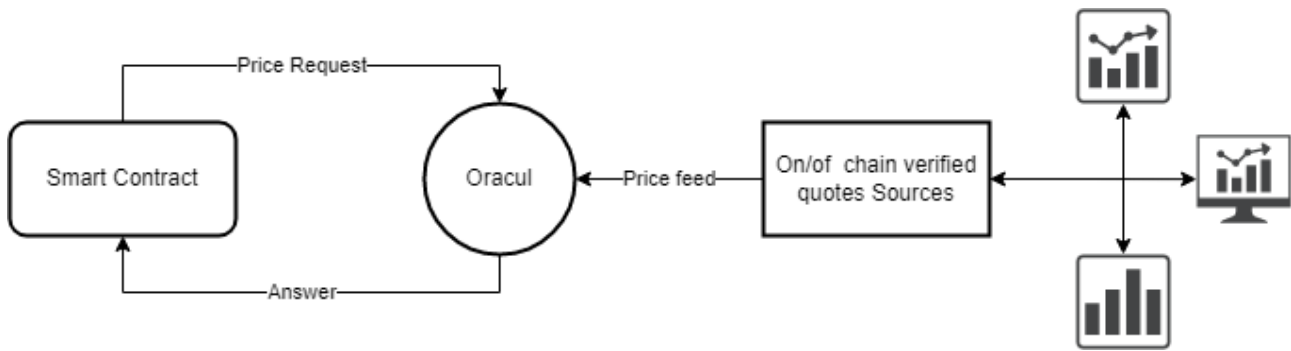 Price Request
Smart Contract
Oracul
Price feed
On/of chain verified
quotes Sources
Answer